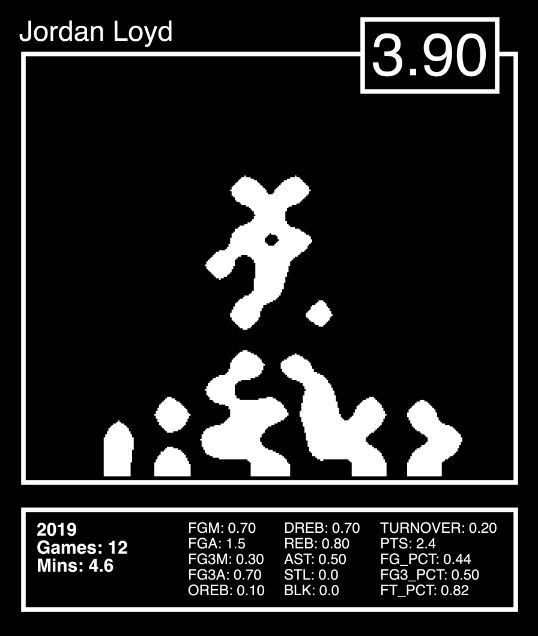 Jordan Loyd
3.90
2019
Games: 12
Mins: 4.6
FGM: 0.70
FGA: 1.5
FG3M: 0.30
FG3A: 0.70
OREB: 0.10
DREB: 0.70
REB: 0.80
AST: 0.50
STL: 0.0
BLK: 0.0
TURNOVER: 0.20
PTS: 2.4
FG_PCT: 0.44
FG3_PCT: 0.50
FT_PCT: 0.82